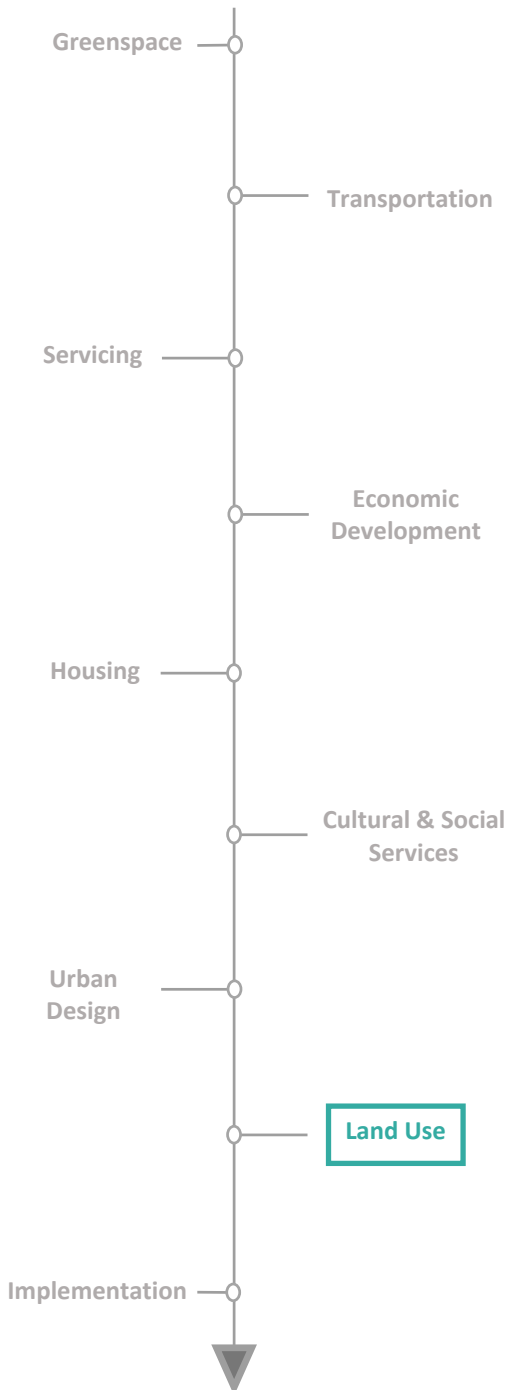 Greenspace
Transportation
Servicing
Economic
Development
Housing
Cultural & Social
Services
Urban
Design
Land Use
Implementation